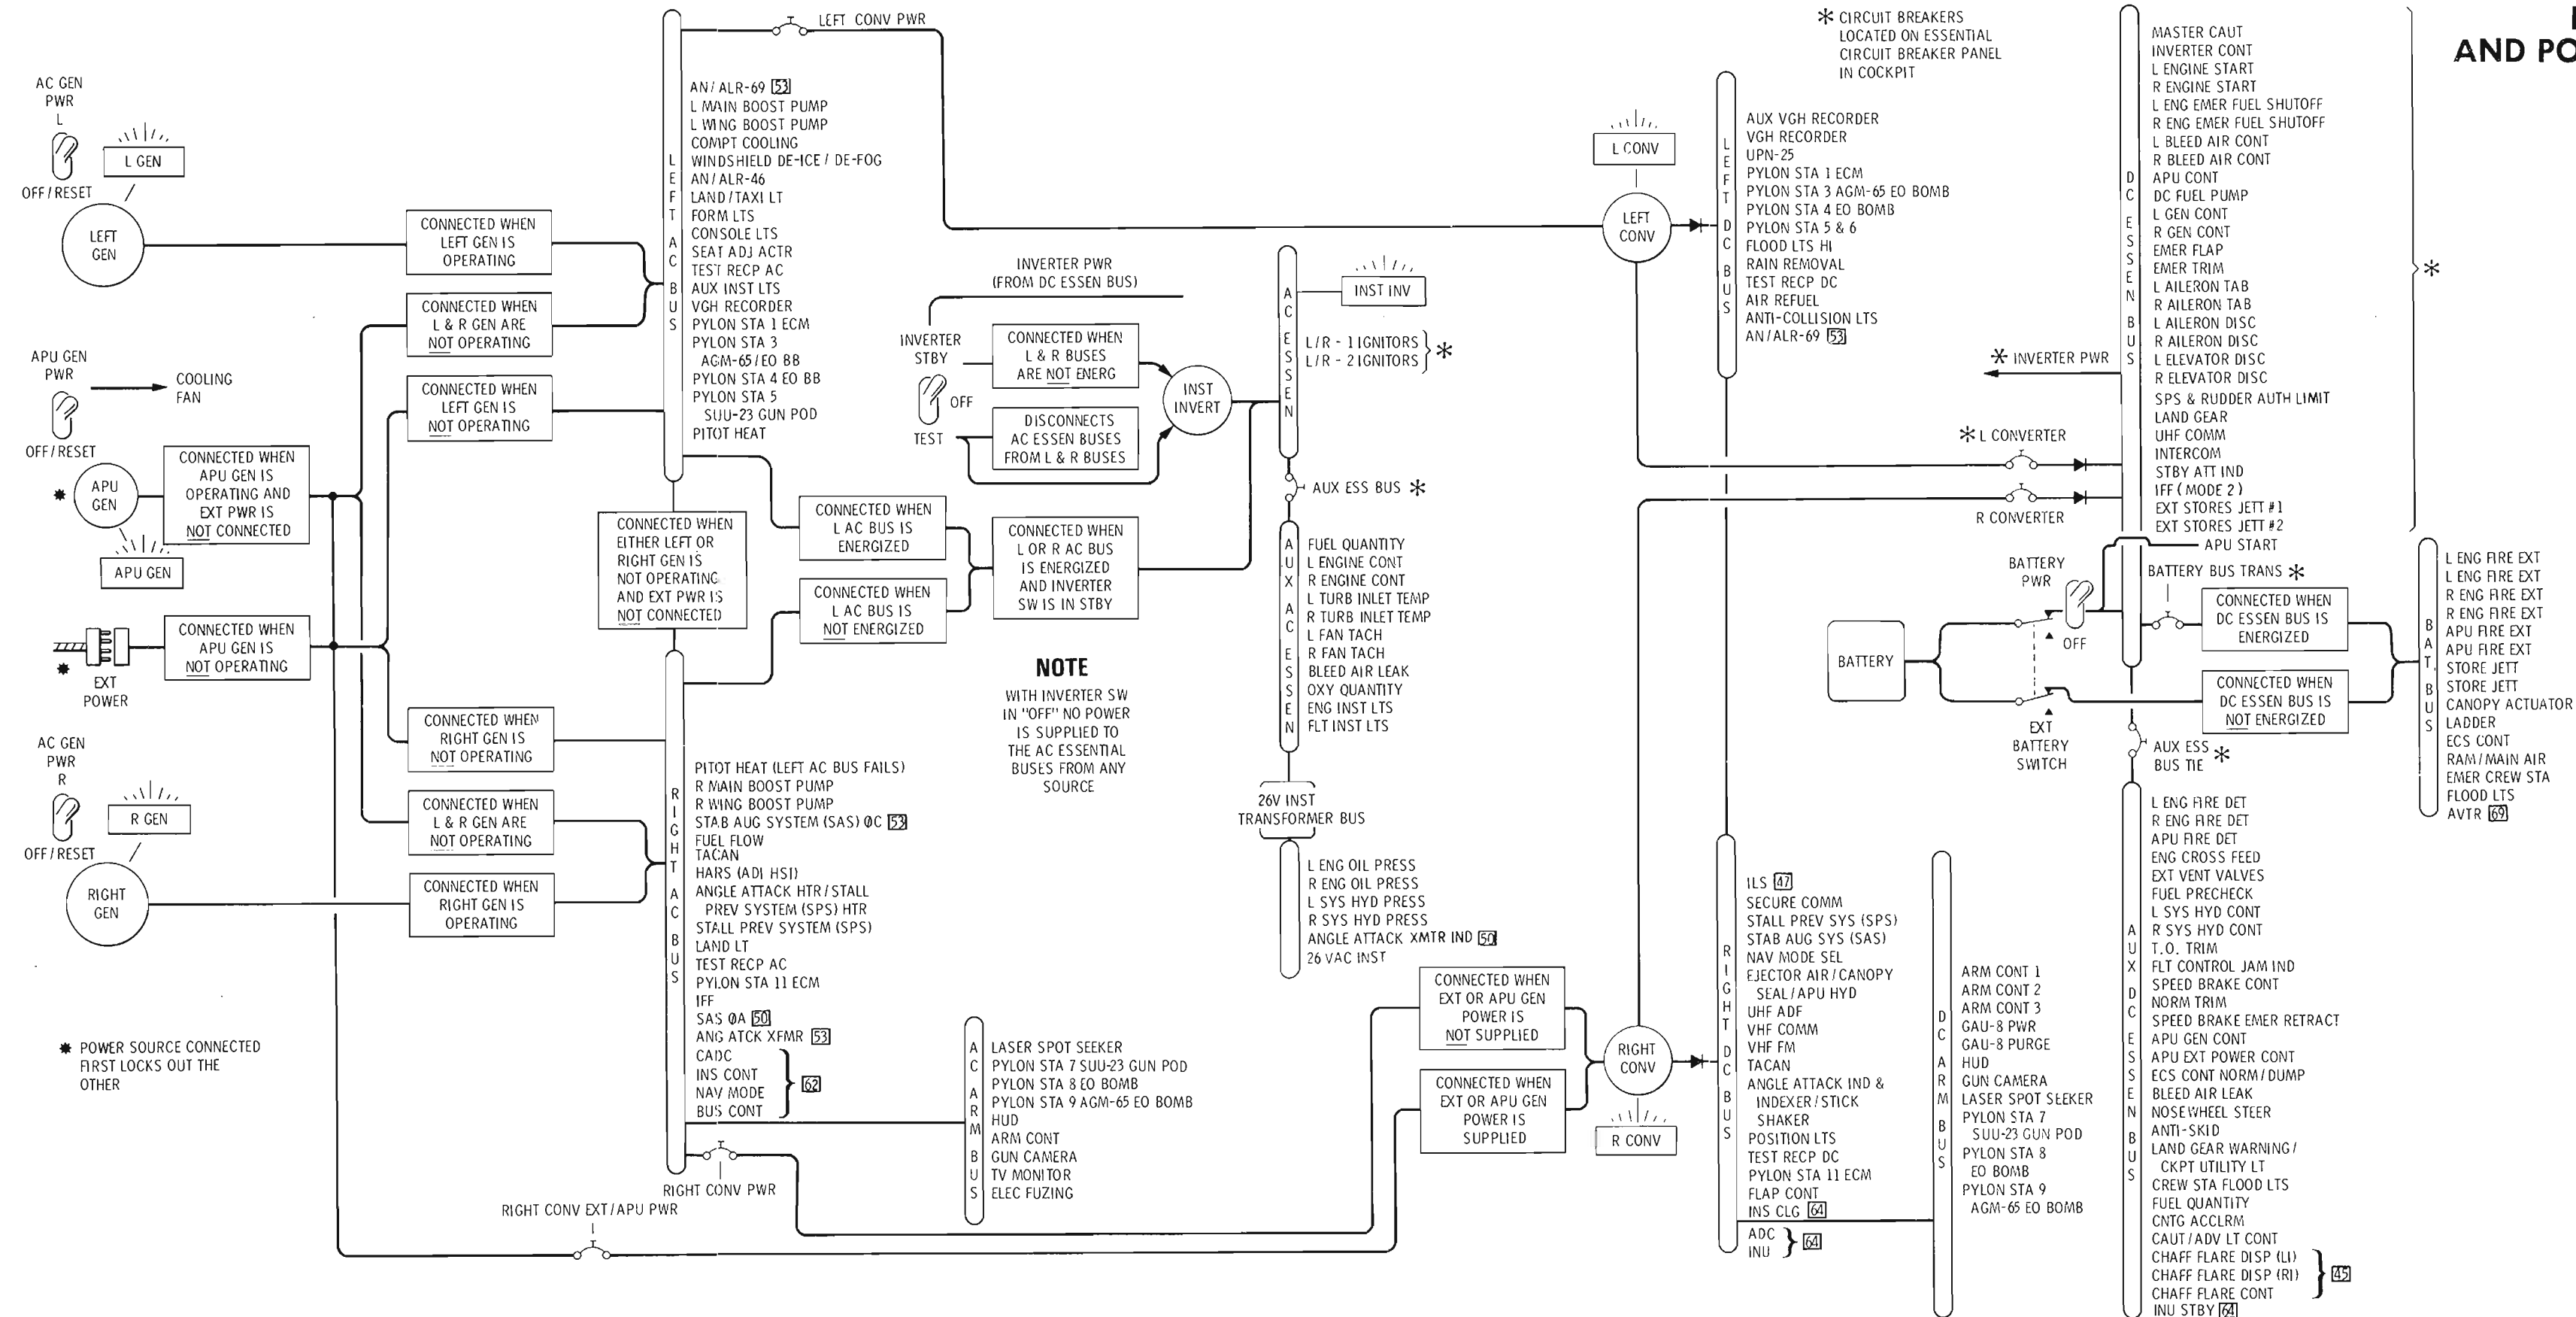 AND PO
AC GEN
PWR
L
OFF/RESET
L GEN
LEFT
GEN
APU GEN
PWR
OFF/RESET
COOLING
FAN
✱ APU
GEN
APU GEN
✱
EXT
POWER
AC GEN
PWR
R
OFF/RESET
R GEN
RIGHT
GEN
✱ POWER SOURCE CONNECTED
FIRST LOCKS OUT THE
OTHER
CONNECTED WHEN
APU GEN IS
OPERATING AND
EXT PWR IS
NOT CONNECTED
CONNECTED WHEN
APU GEN IS
NOT OPERATING
CONNECTED WHEN
LEFT GEN IS
OPERATING
CONNECTED WHEN
L & R GEN ARE
NOT OPERATING
CONNECTED WHEN
LEFT GEN IS
NOT OPERATING
CONNECTED WHEN
RIGHT GEN IS
NOT OPERATING
CONNECTED WHEN
L & R GEN ARE
NOT OPERATING
CONNECTED WHEN
RIGHT GEN IS
OPERATING
LEFT AC BUS
LEFT CONV PWR
AN/ALR-69 53
L MAIN BOOST PUMP
L WING BOOST PUMP
COMPT COOLING
WINDSHIELD DE-ICE / DE-FOG
AN/ALR-46
LAND/TAXI LT
FORM LTS
CONSOLE LTS
SEAT ADJ ACTR
TEST RECP AC
AUX INST LTS
VGH RECORDER
PYLON STA 1 ECM
PYLON STA 3
AGM-65/EO BB
PYLON STA 4 EO BB
PYLON STA 5
SUU-23 GUN POD
PITOT HEAT
CONNECTED WHEN
EITHER LEFT OR
RIGHT GEN IS
NOT OPERATING
AND EXT PWR IS
NOT CONNECTED
RIGHT AC BUS
PITOT HEAT (LEFT AC BUS FAILS)
R MAIN BOOST PUMP
R WING BOOST PUMP
STAB AUG SYSTEM (SAS) ØC 53
FUEL FLOW
TACAN
HARS (ADI HSI)
ANGLE ATTACK HTR/STALL
PREV SYSTEM (SPS) HTR
STALL PREV SYSTEM (SPS)
LAND LT
TEST RECP AC
PYLON STA 11 ECM
IFF
SAS ØA 50
ANG ATCK XFMR 53
CADC
INS CONT
NAV MODE
BUS CONT
62
RIGHT CONV PWR
RIGHT CONV EXT/APU PWR
CONNECTED WHEN
L AC BUS IS
ENERGIZED
CONNECTED WHEN
L AC BUS IS
NOT ENERGIZED
CONNECTED WHEN
L OR R AC BUS
IS ENERGIZED
AND INVERTER
SW IS IN STBY
INVERTER PWR
(FROM DC ESSEN BUS)
INVERTER
STBY
OFF
TEST
CONNECTED WHEN
L & R BUSES
ARE NOT ENERG
DISCONNECTS
AC ESSEN BUSES
FROM L & R BUSES
INST
INVERT
NOTE
WITH INVERTER SW
IN "OFF" NO POWER
IS SUPPLIED TO
THE AC ESSENTIAL
BUSES FROM ANY
SOURCE
AC ARM BUS
LASER SPOT SEEKER
PYLON STA 7 SUU-23 GUN POD
PYLON STA 8 EO BOMB
PYLON STA 9 AGM-65 EO BOMB
HUD
ARM CONT
GUN CAMERA
TV MONITOR
ELEC FUZING
AC ESSEN
INST INV
L/R - 1 IGNITORS
L/R - 2 IGNITORS
✱
AUX ESS BUS ✱
AUX AC ESSEN
FUEL QUANTITY
L ENGINE CONT
R ENGINE CONT
L TURB INLET TEMP
R TURB INLET TEMP
L FAN TACH
R FAN TACH
BLEED AIR LEAK
OXY QUANTITY
ENG INST LTS
FLT INST LTS
26V INST
TRANSFORMER BUS
L ENG OIL PRESS
R ENG OIL PRESS
L SYS HYD PRESS
R SYS HYD PRESS
ANGLE ATTACK XMTR IND 50
26 VAC INST
CONNECTED WHEN
EXT OR APU GEN
POWER IS
NOT SUPPLIED
CONNECTED WHEN
EXT OR APU GEN
POWER IS
SUPPLIED
L CONV
LEFT
CONV
RIGHT
CONV
R CONV
✱ CIRCUIT BREAKERS
LOCATED ON ESSENTIAL
CIRCUIT BREAKER PANEL
IN COCKPIT
LEFT DC BUS
AUX VGH RECORDER
VGH RECORDER
UPN-25
PYLON STA 1 ECM
PYLON STA 3 AGM-65 EO BOMB
PYLON STA 4 EO BOMB
PYLON STA 5 & 6
FLOOD LTS HI
RAIN REMOVAL
TEST RECP DC
AIR REFUEL
ANTI-COLLISION LTS
AN/ALR-69 53
RIGHT DC BUS
ILS 47
SECURE COMM
STALL PREV SYS (SPS)
STAB AUG SYS (SAS)
NAV MODE SEL
EJECTOR AIR/CANOPY
SEAL/APU HYD
UHF ADF
VHF COMM
VHF FM
TACAN
ANGLE ATTACK IND &
INDEXER/STICK
SHAKER
POSITION LTS
TEST RECP DC
PYLON STA 11 ECM
FLAP CONT
INS CLG 64
ADC
INU
64
DC ARM BUS
ARM CONT 1
ARM CONT 2
ARM CONT 3
GAU-8 PWR
GAU-8 PURGE
HUD
GUN CAMERA
LASER SPOT SEEKER
PYLON STA 7
SUU-23 GUN POD
PYLON STA 8
EO BOMB
PYLON STA 9
AGM-65 EO BOMB
✱ INVERTER PWR
✱ L CONVERTER
R CONVERTER
DC ESSEN BUS
MASTER CAUT
INVERTER CONT
L ENGINE START
R ENGINE START
L ENG EMER FUEL SHUTOFF
R ENG EMER FUEL SHUTOFF
L BLEED AIR CONT
R BLEED AIR CONT
APU CONT
DC FUEL PUMP
L GEN CONT
R GEN CONT
EMER FLAP
EMER TRIM
L AILERON TAB
R AILERON TAB
L AILERON DISC
R AILERON DISC
L ELEVATOR DISC
R ELEVATOR DISC
SPS & RUDDER AUTH LIMIT
LAND GEAR
UHF COMM
INTERCOM
STBY ATT IND
IFF (MODE 2)
EXT STORES JETT #1
EXT STORES JETT #2
✱
APU START
BATTERY
PWR
OFF
BATTERY BUS TRANS ✱
BATTERY
EXT
BATTERY
SWITCH
CONNECTED WHEN
DC ESSEN BUS IS
ENERGIZED
CONNECTED WHEN
DC ESSEN BUS IS
NOT ENERGIZED
AUX ESS
BUS TIE ✱
BAT. BUS
L ENG FIRE EXT
L ENG FIRE EXT
R ENG FIRE EXT
R ENG FIRE EXT
APU FIRE EXT
APU FIRE EXT
STORE JETT
STORE JETT
CANOPY ACTUATOR
LADDER
ECS CONT
RAM/MAIN AIR
EMER CREW STA
FLOOD LTS
AVTR 69
AUX DC ESSEN BUS
L ENG FIRE DET
R ENG FIRE DET
APU FIRE DET
ENG CROSS FEED
EXT VENT VALVES
FUEL PRECHECK
L SYS HYD CONT
R SYS HYD CONT
T.O. TRIM
FLT CONTROL JAM IND
SPEED BRAKE CONT
NORM TRIM
SPEED BRAKE EMER RETRACT
APU GEN CONT
APU EXT POWER CONT
ECS CONT NORM/DUMP
BLEED AIR LEAK
NOSEWHEEL STEER
ANTI-SKID
LAND GEAR WARNING/
CKPT UTILITY LT
CREW STA FLOOD LTS
FUEL QUANTITY
CNTG ACCLRM
CAUT/ADV LT CONT
CHAFF FLARE DISP (LI)
CHAFF FLARE DISP (RI)
CHAFF FLARE CONT
45
INU STBY 64